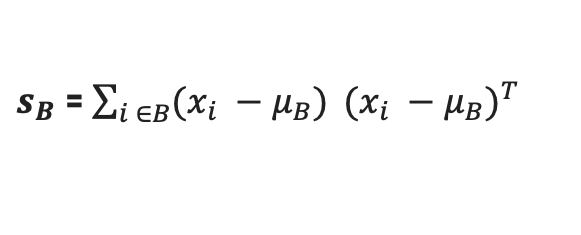 s_B = ∑_{i ∈B}(x_i − μ_B) (x_i − μ_B)^T